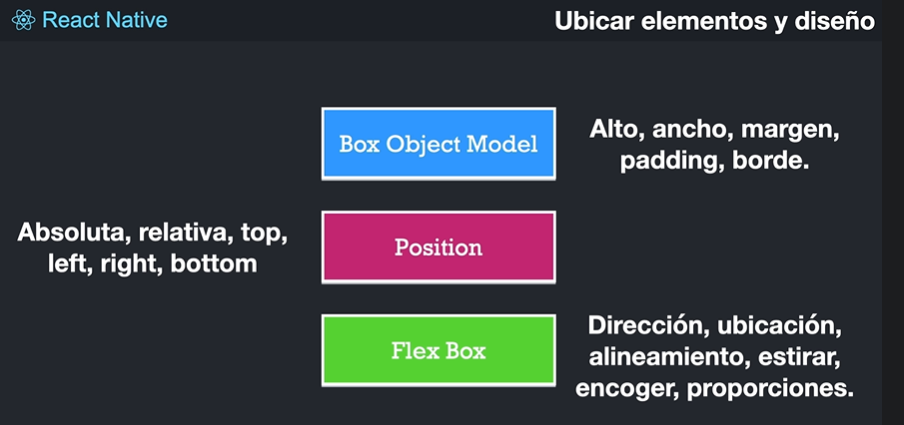 React Native
Ubicar elementos y diseño
Box Object Model
Alto, ancho, margen,
padding, borde.
Absoluta, relativa, top,
left, right, bottom
Position
Flex Box
Dirección, ubicación,
alineamiento, estirar,
encoger, proporciones.